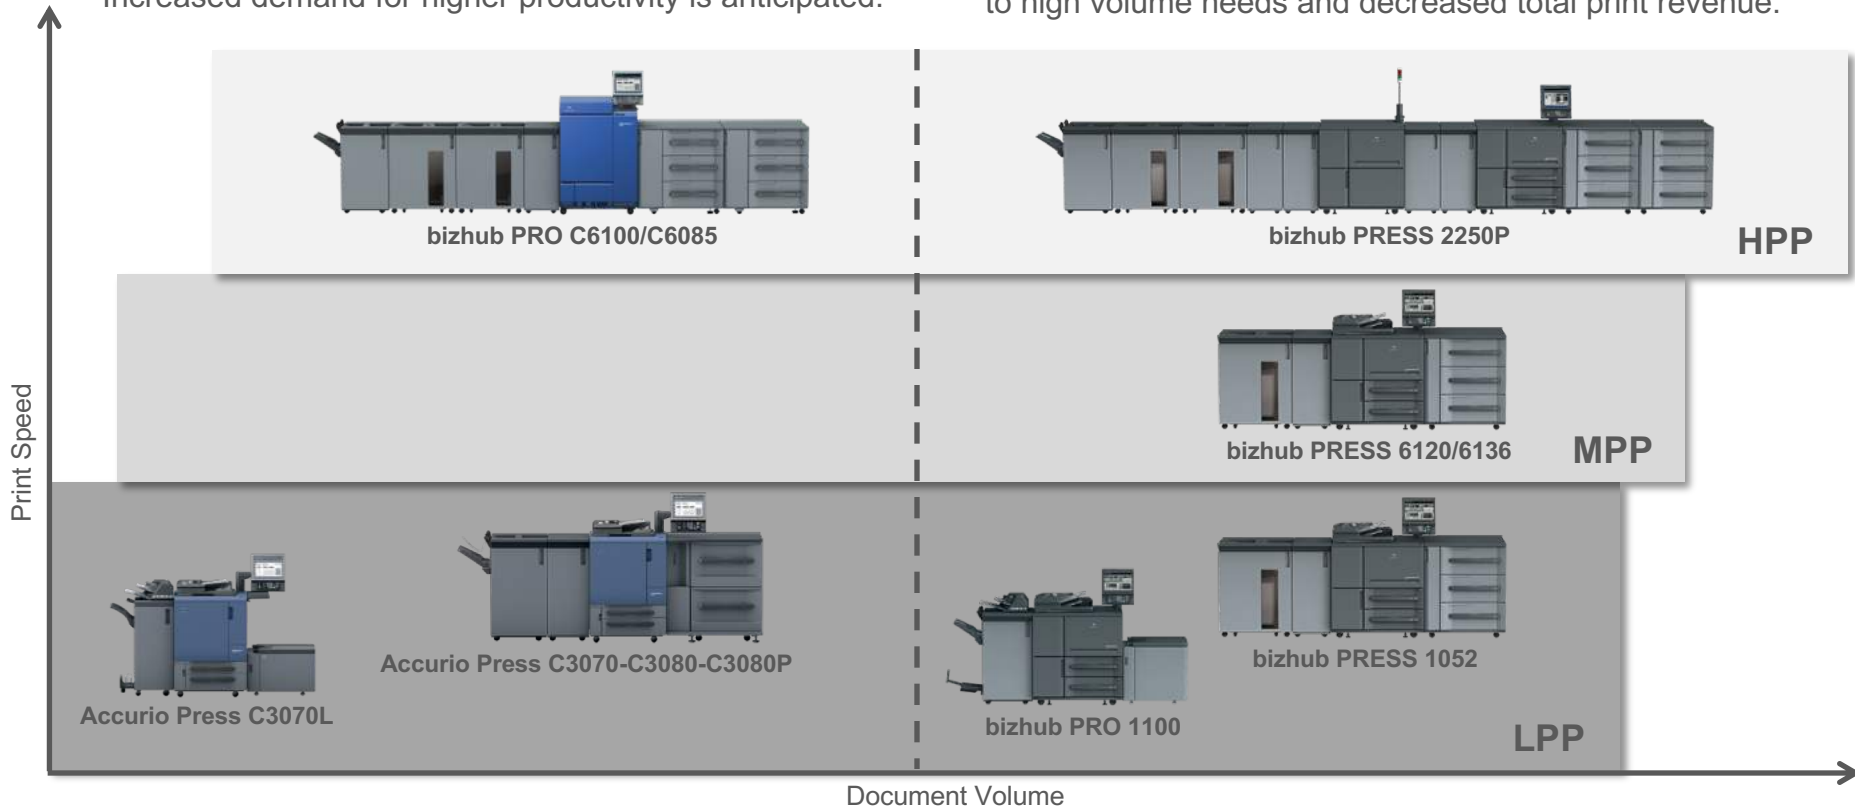 Increased demand for higher productivity is anticipated.
to high volume needs and decreased total print revenue.
bizhub PRO C6100/C6085
bizhub PRESS 2250P
HPP
bizhub PRESS 6120/6136
MPP
Print Speed
Accurio Press C3070-C3080-C3080P
bizhub PRESS 1052
Accurio Press C3070L
bizhub PRO 1100
LPP
Document Volume